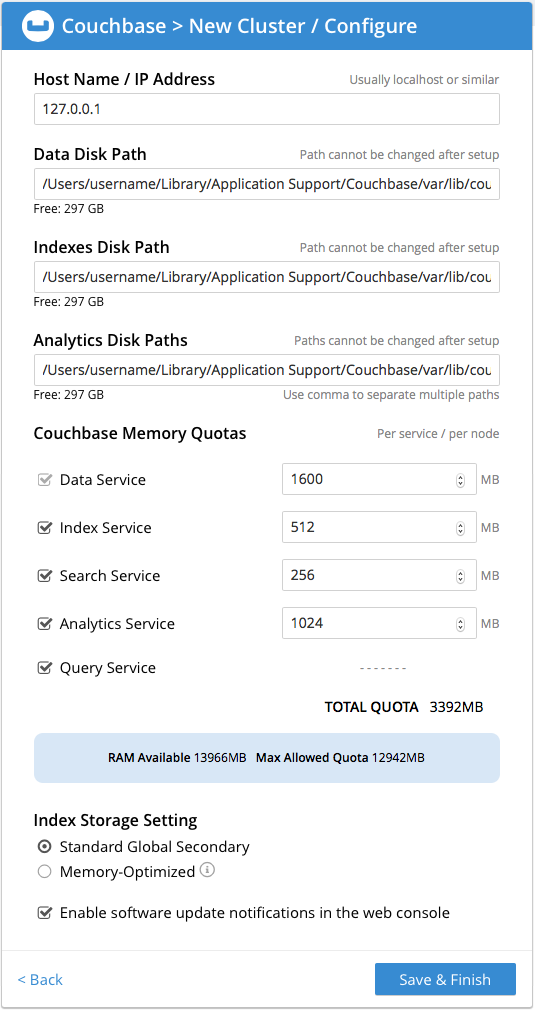 Couchbase > New Cluster / Configure
Host Name / IP Address Usually localhost or similar
127.0.0.1
Data Disk Path Path cannot be changed after setup
/Users/username/Library/Application Support/Couchbase/var/lib/cou
Free: 297 GB
Indexes Disk Path Path cannot be changed after setup
/Users/username/Library/Application Support/Couchbase/var/lib/cou
Free: 297 GB
Analytics Disk Paths Paths cannot be changed after setup
/Users/username/Library/Application Support/Couchbase/var/lib/cou
Free: 297 GB Use comma to separate multiple paths
Couchbase Memory Quotas Per service / per node
Data Service 1600 MB
Index Service 512 MB
Search Service 256 MB
Analytics Service 1024 MB
Query Service -------
TOTAL QUOTA 3392MB
RAM Available 13966MB Max Allowed Quota 12942MB
Index Storage Setting
Standard Global Secondary
Memory-Optimized
Enable software update notifications in the web console
< Back Save & Finish